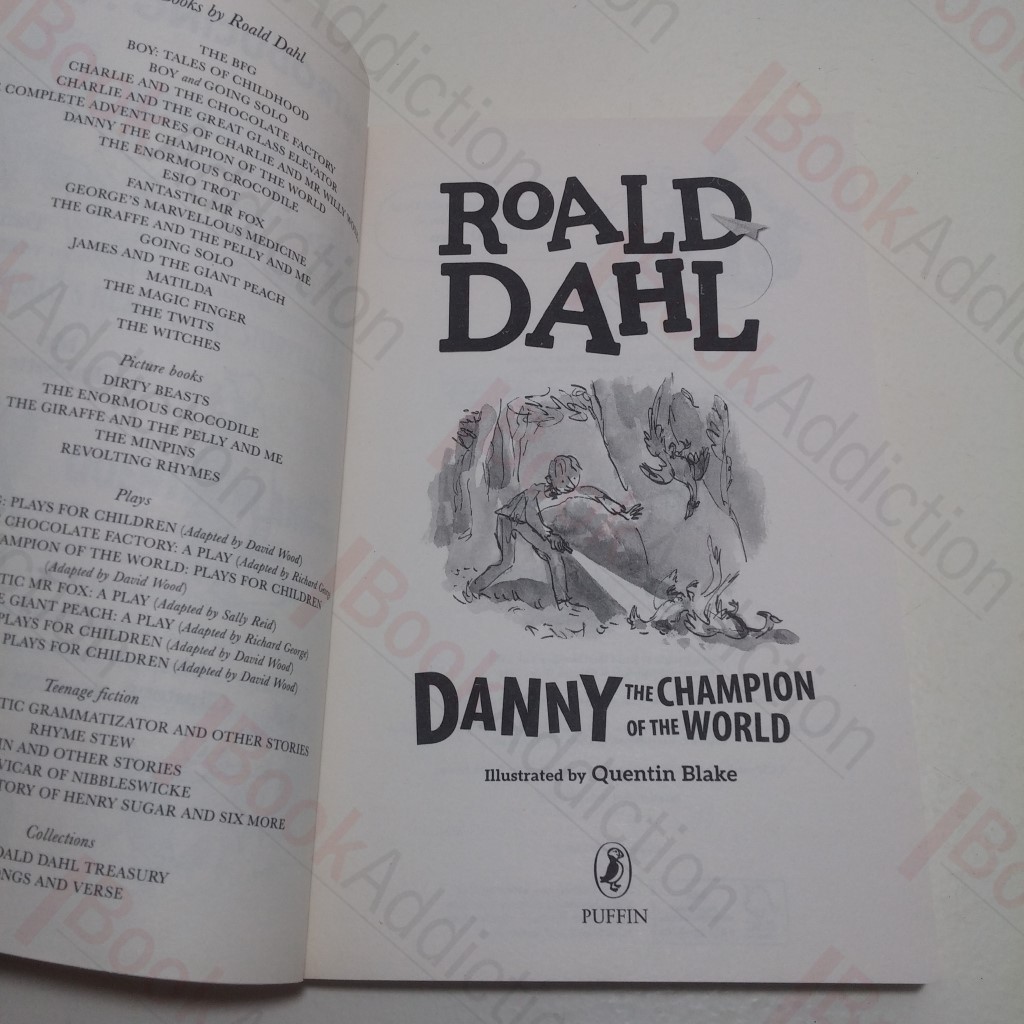 Books by Roald Dahl
THE BFG
BOY: TALES OF CHILDHOOD
BOY and GOING SOLO
CHARLIE AND THE CHOCOLATE FACTORY
CHARLIE AND THE GREAT GLASS ELEVATOR
COMPLETE ADVENTURES OF CHARLIE AND MR WILLY
DANNY THE CHAMPION OF THE WORLD
THE ENORMOUS CROCODILE
ESIO TROT
FANTASTIC MR FOX
GEORGE'S MARVELLOUS MEDICINE
THE GIRAFFE AND THE PELLY AND ME
GOING SOLO
JAMES AND THE GIANT PEACH
MATILDA
THE MAGIC FINGER
THE TWITS
THE WITCHES
Picture books
DIRTY BEASTS
THE ENORMOUS CROCODILE
THE GIRAFFE AND THE PELLY AND ME
THE MINPINS
REVOLTING RHYMES
Plays
PLAYS FOR CHILDREN (Adapted by David Wood)
CHOCOLATE FACTORY: A PLAY (Adapted by Richard George)
OF THE WORLD: PLAYS FOR CHILDREN
(Adapted by David Wood)
MR FOX: A PLAY (Adapted by Sally Reid)
GIANT PEACH: A PLAY (Adapted by Richard George)
PLAYS FOR CHILDREN (Adapted by David Wood)
PLAYS FOR CHILDREN (Adapted by David Wood)
Teenage fiction
GRAMMATIZATOR AND OTHER STORIES
RHYME STEW
AND OTHER STORIES
VICAR OF NIBBLESWICKE
OF HENRY SUGAR AND SIX MORE
Collections
DAHL TREASURY
AND VERSE
ROALD
DAHL
DANNY THE CHAMPION
OF THE WORLD
Illustrated by Quentin Blake
PUFFIN
BookAddiction